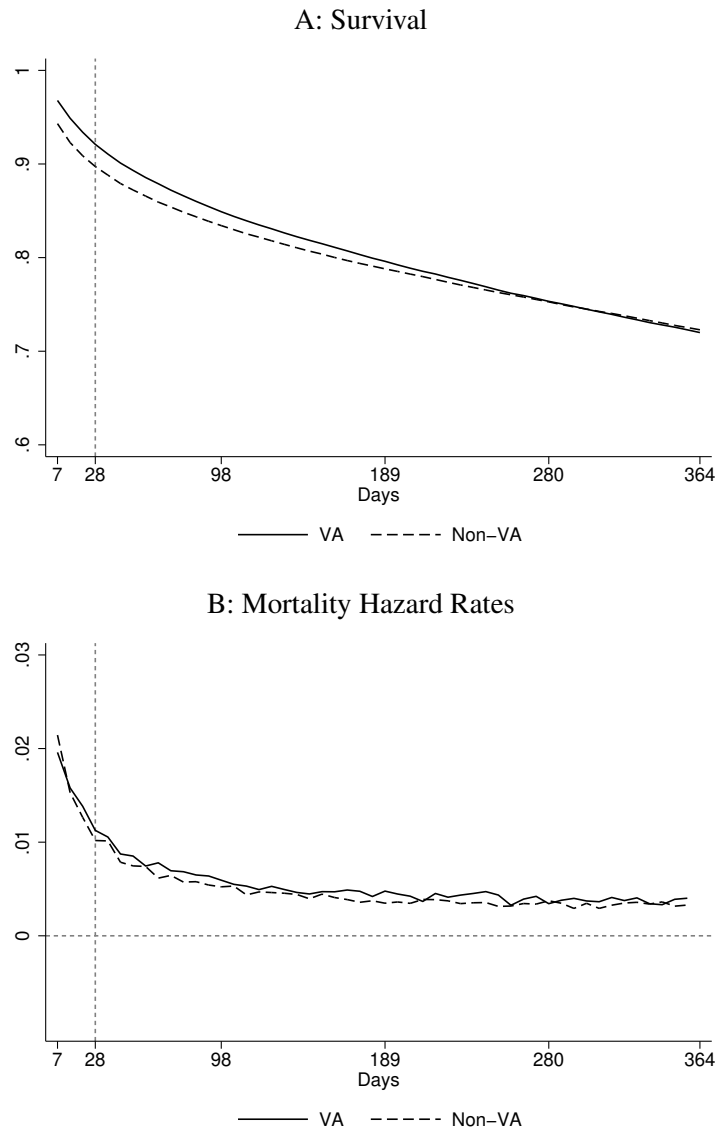 A: Survival
1
.9
.8
.7
.6
7 28 98 189 280 364
Days
VA Non−VA
B: Mortality Hazard Rates
.03
.02
.01
0
7 28 98 189 280 364
Days
VA Non−VA